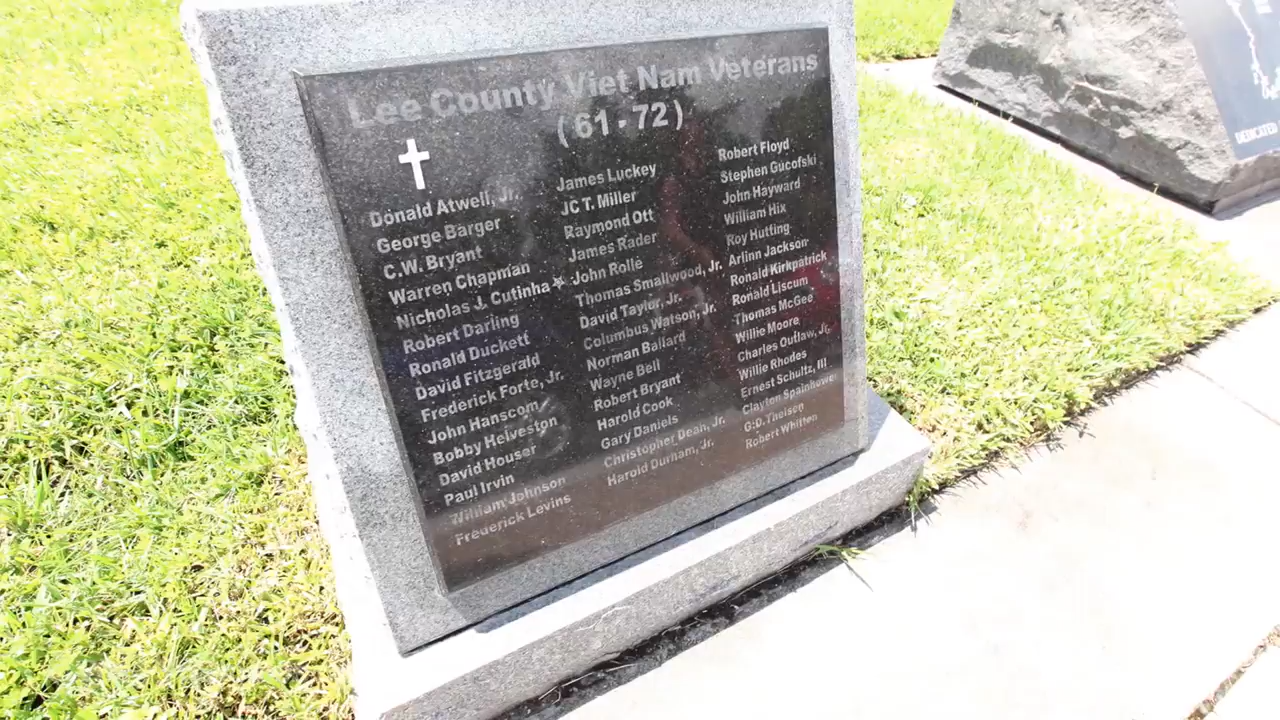 Lee County Viet Nam Veterans
(61-72)
Donald Atwell, Jr.
George Barger
C.W. Bryant
Warren Chapman
Nicholas J. Cutinha ★
Robert Darling
Ronald Duckett
David Fitzgerald
Frederick Forte, Jr.
John Hanscom
Bobby Helveston
David Houser
Paul Irvin
William Johnson
Frederick Levins
James Luckey
JC T. Miller
Raymond Ott
James Rader
John Rolle
Thomas Smallwood, Jr.
David Taylor, Jr.
Columbus Watson, Jr.
Norman Ballard
Wayne Bell
Robert Bryant
Harold Cook
Gary Daniels
Christopher Dean, Jr.
Harold Durham, Jr.
Robert Floyd
Stephen Gucofski
John Hayward
William Hix
Roy Hutting
Arlinn Jackson
Ronald Kirkpatrick
Ronald Liscum
Thomas McGee
Willie Moore
Charles Outlaw, Jr.
Willie Rhodes
Ernest Schultz, III
Clayton Spainhower
G.D. Theisen
Robert Whitten
DEDICATED